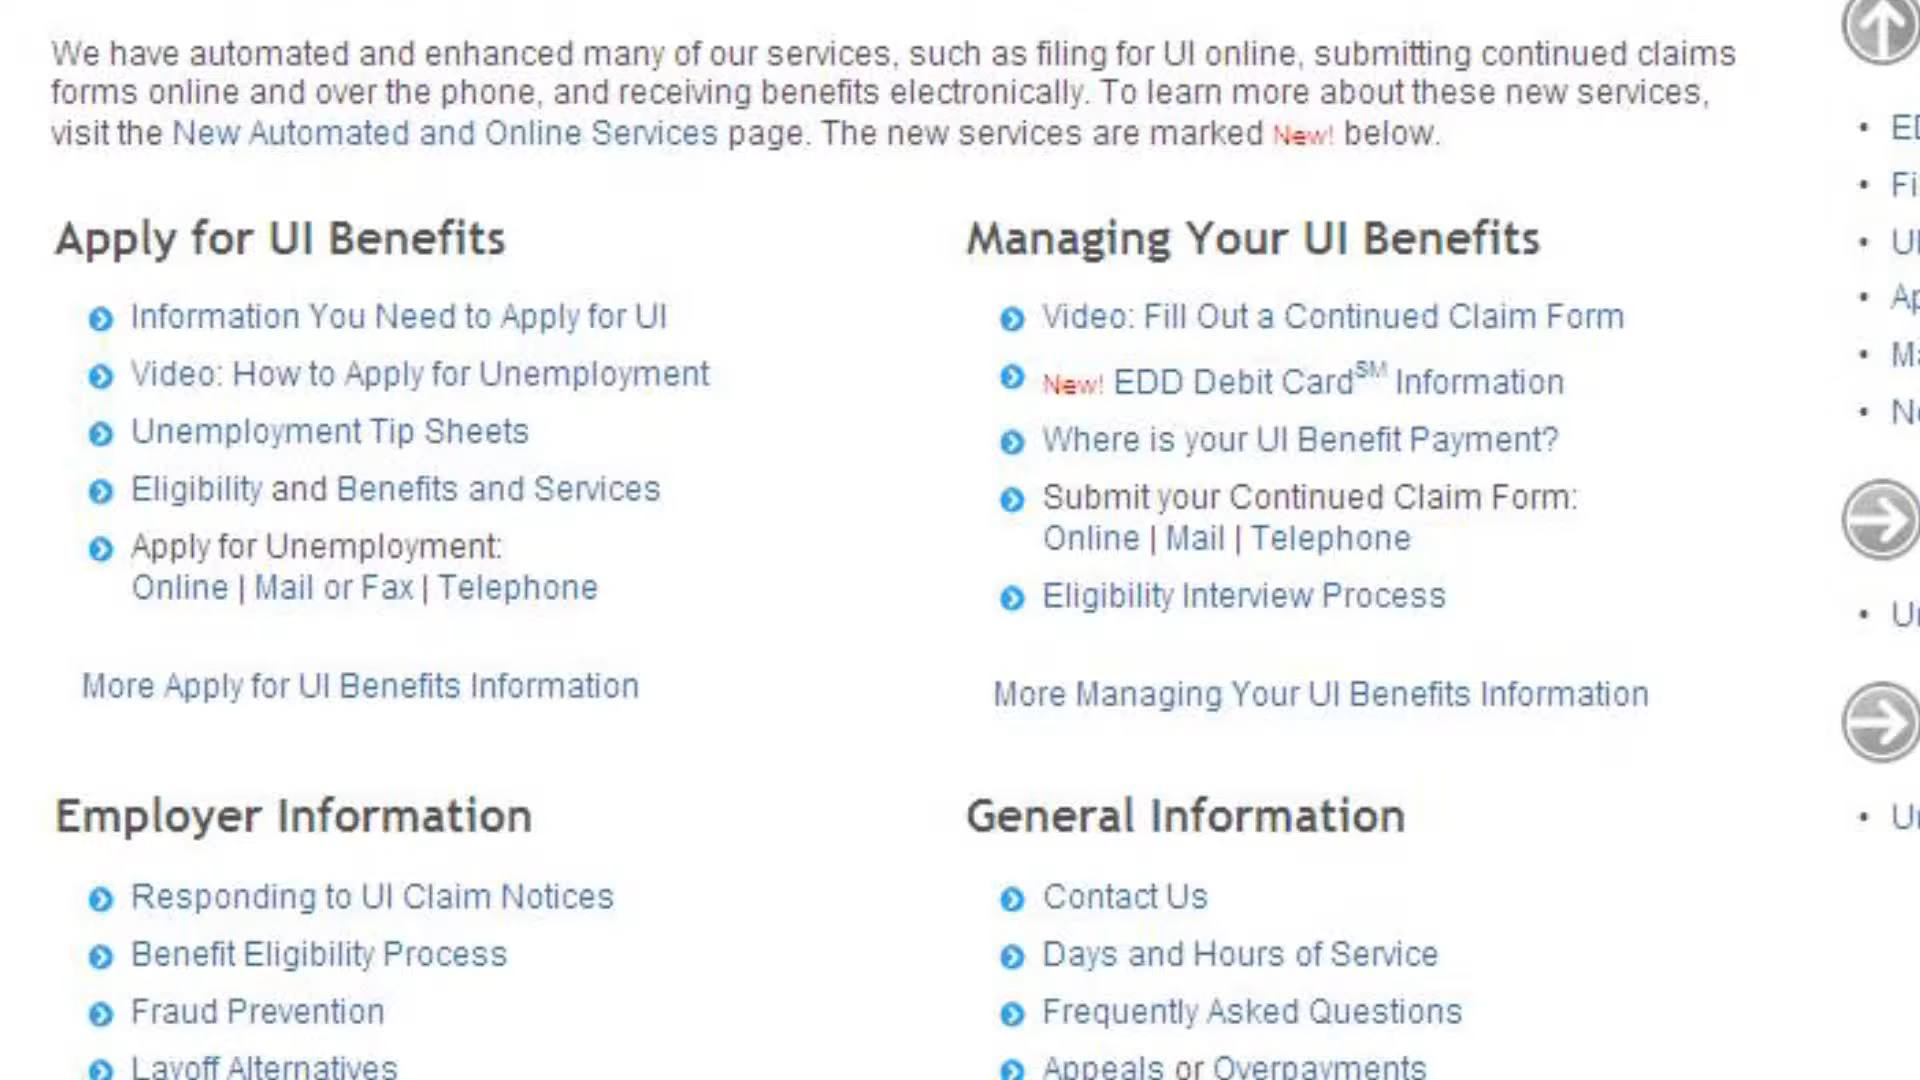 We have automated and enhanced many of our services, such as filing for UI online, submitting continued claims
forms online and over the phone, and receiving benefits electronically. To learn more about these new services,
visit the New Automated and Online Services page. The new services are marked New! below.
Apply for UI Benefits
Information You Need to Apply for UI
Video: How to Apply for Unemployment
Unemployment Tip Sheets
Eligibility and Benefits and Services
Apply for Unemployment:
Online | Mail or Fax | Telephone
More Apply for UI Benefits Information
Managing Your UI Benefits
Video: Fill Out a Continued Claim Form
New! EDD Debit Card℠ Information
Where is your UI Benefit Payment?
Submit your Continued Claim Form:
Online | Mail | Telephone
Eligibility Interview Process
More Managing Your UI Benefits Information
Employer Information
Responding to UI Claim Notices
Benefit Eligibility Process
Fraud Prevention
Layoff Alternatives
General Information
Contact Us
Days and Hours of Service
Frequently Asked Questions
Appeals or Overpayments